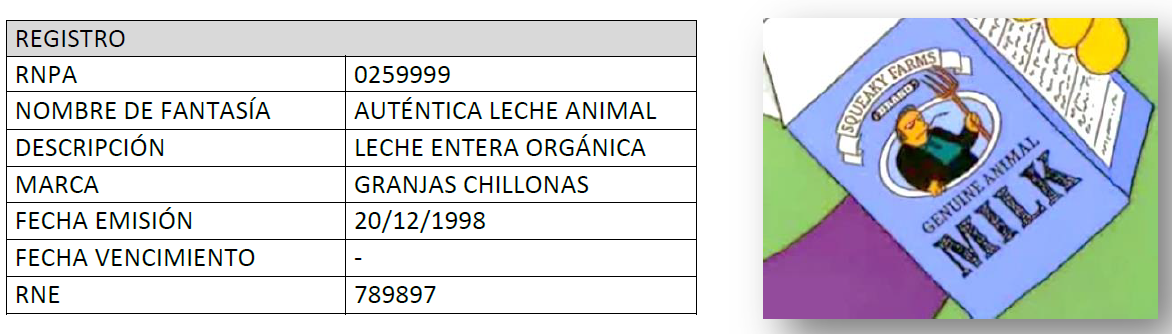 REGISTRO
RNPA 0259999
NOMBRE DE FANTASÍA AUTÉNTICA LECHE ANIMAL
DESCRIPCIÓN LECHE ENTERA ORGÁNICA
MARCA GRANJAS CHILLONAS
FECHA EMISIÓN 20/12/1998
FECHA VENCIMIENTO -
RNE 789897
SQUEAKY FARMS
BRAND
GENUINE ANIMAL
MILK